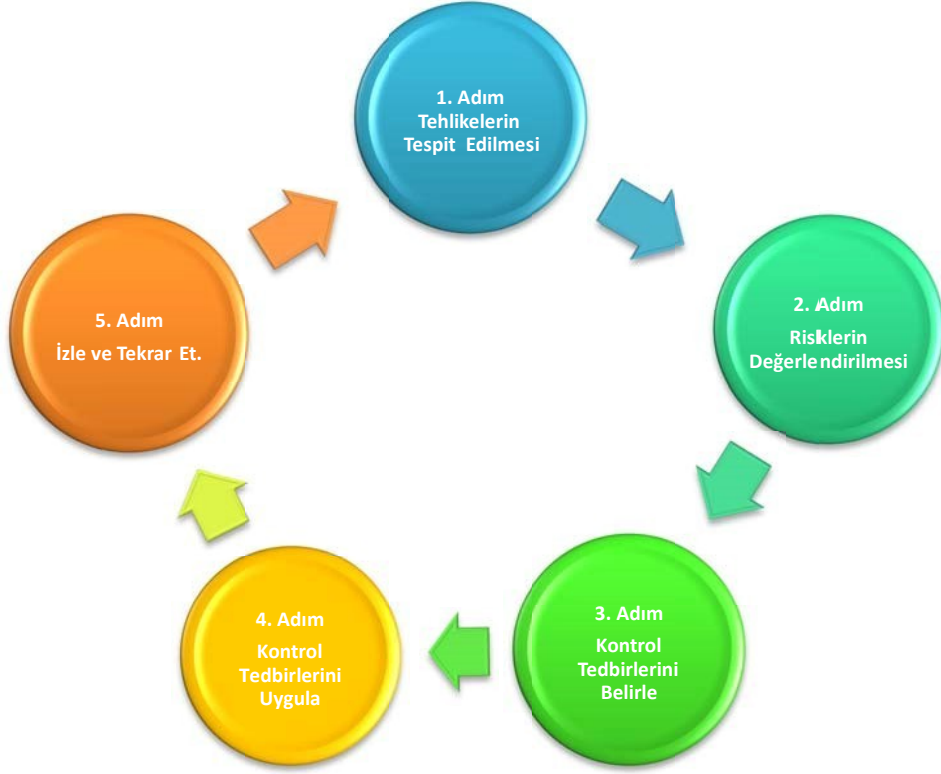 1. Adım
Tehlikelerin
Tespit Edilmesi
2. Adım
Risklerin
Değerlendirilmesi
3. Adım
Kontrol
Tedbirlerini
Belirle
4. Adım
Kontrol
Tedbirlerini
Uygula
5. Adım
İzle ve Tekrar Et.